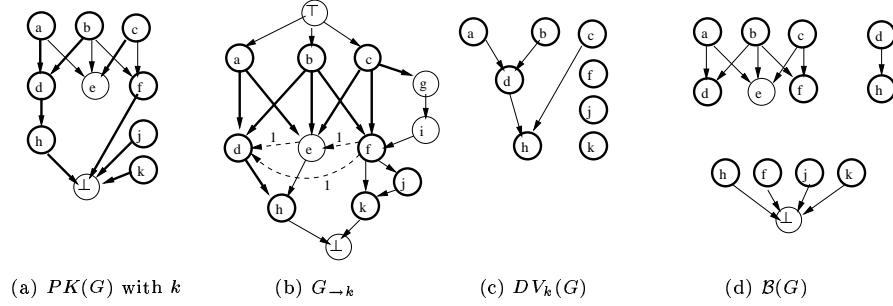 a b c
d e f
h j
k
⊥
(a) PK(G) with k
⊤
a b c
g
d 1 e 1 f i
1 j
h k
⊥
(b) G→k
a b c
d f
j
h k
(c) DVk(G)
a b c d
d e f h
h f j k
⊥
(d) B(G)